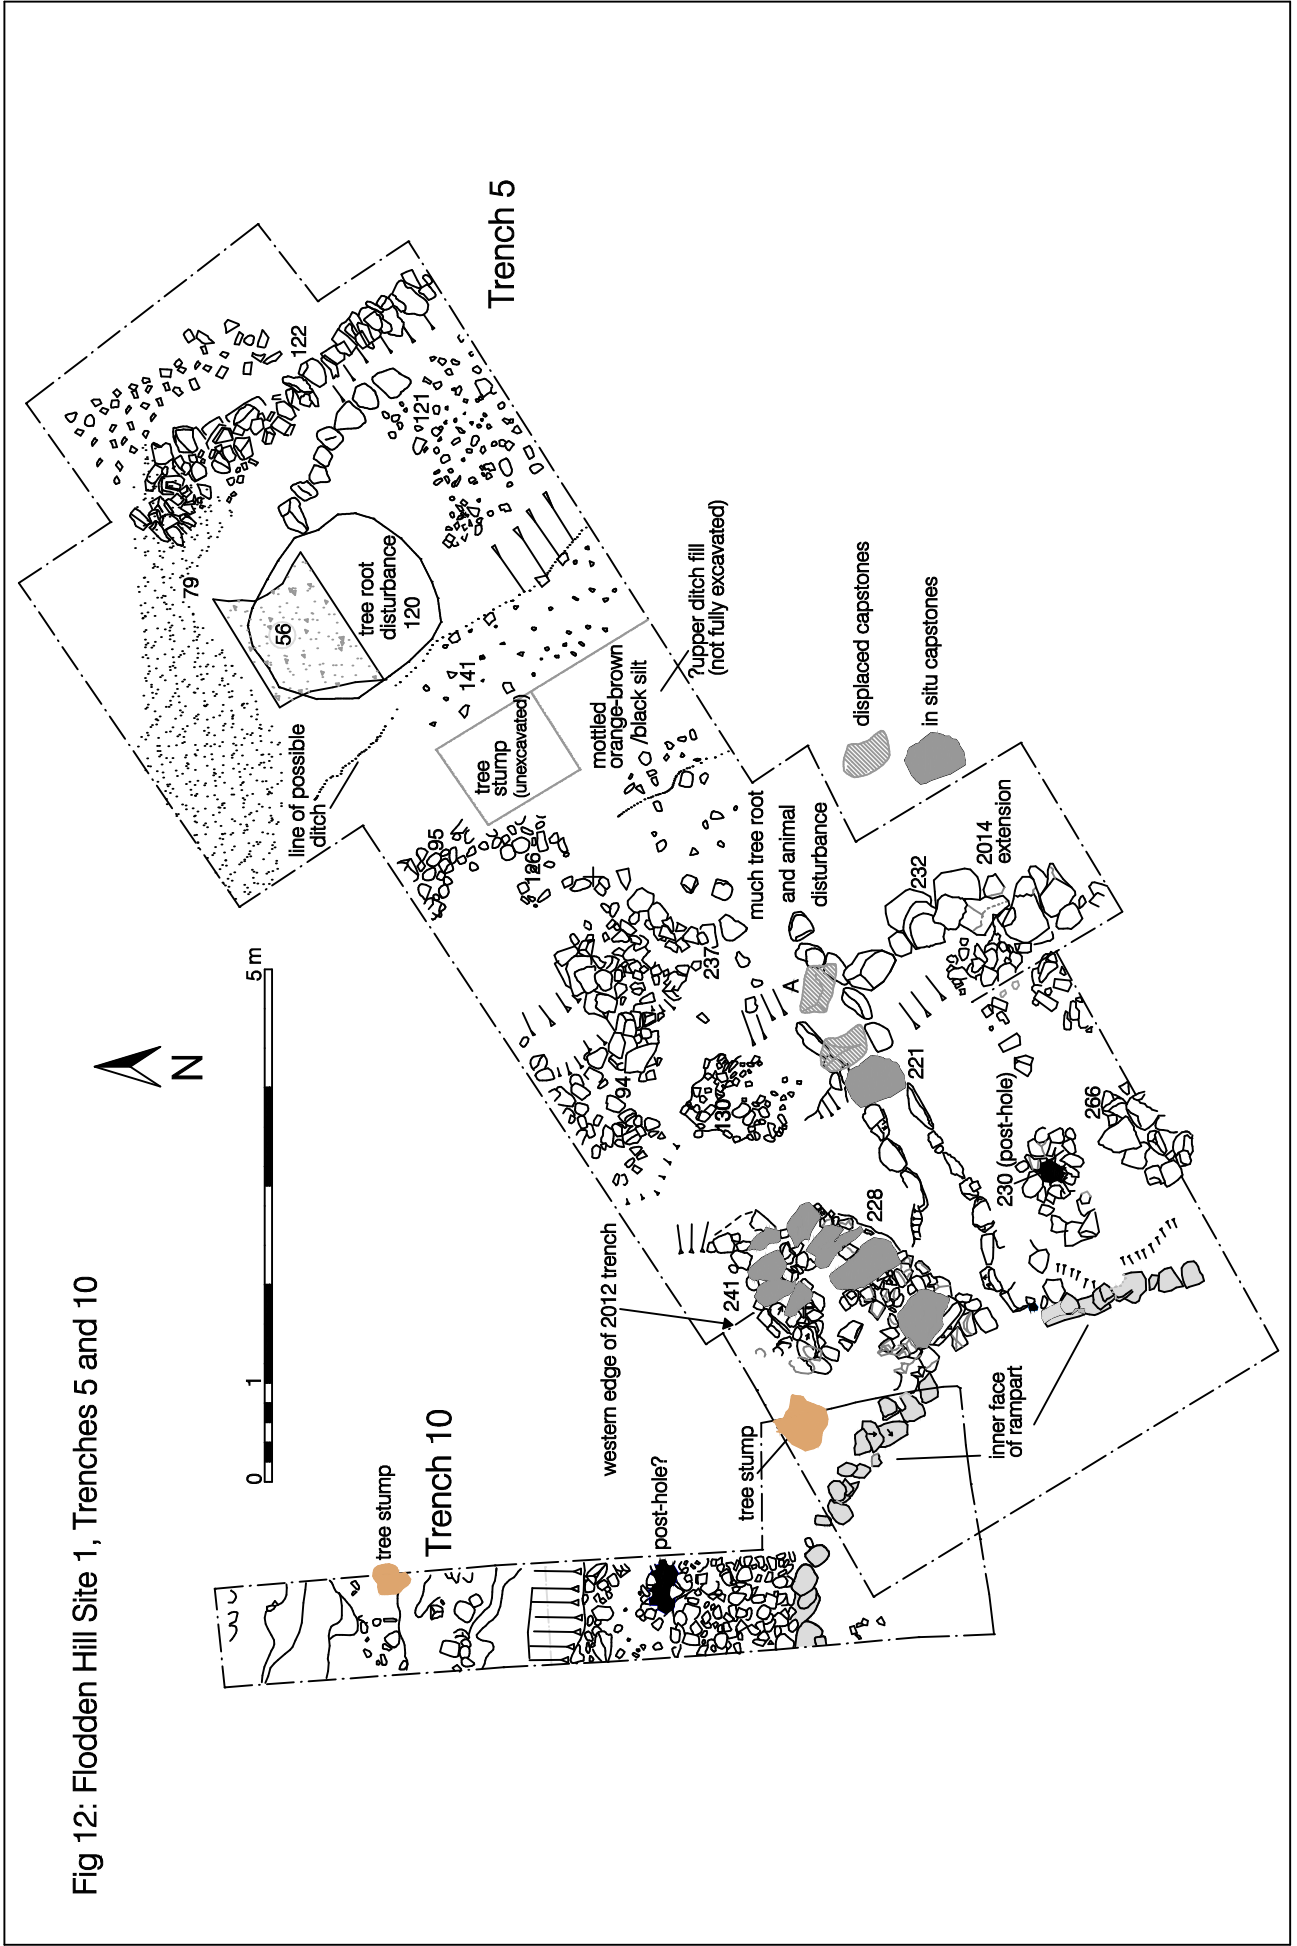 Fig 12: Flodden Hill Site 1, Trenches 5 and 10
N
0
1
5 m
Trench 10
tree stump
post-hole?
tree stump
western edge of 2012 trench
inner face
of rampart
241
228
94
130
237
95
126
221
A
232
2014
extension
230 (post-hole)
266
much tree root
and animal
disturbance
line of possible
ditch
tree
stump
(unexcavated)
mottled
orange-brown
/black silt
?upper ditch fill
(not fully excavated)
141
79
56
tree root
disturbance
120
121
122
Trench 5
displaced capstones
in situ capstones